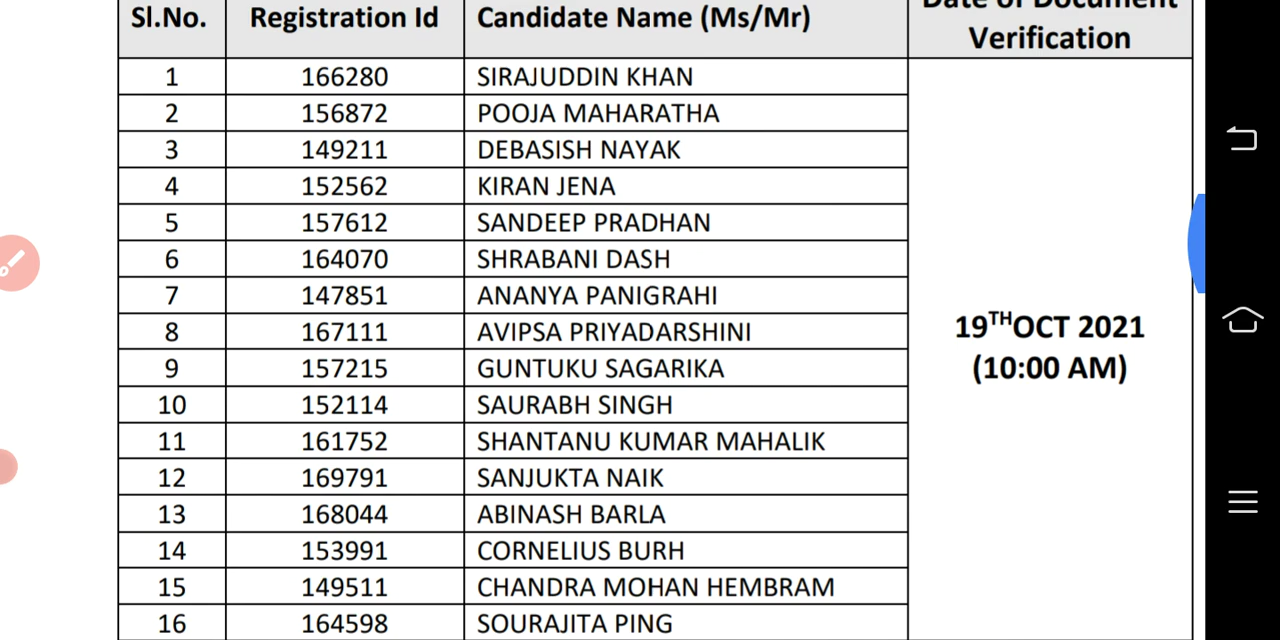 Sl.No. Registration Id Candidate Name (Ms/Mr) Date of Document Verification
1 166280 SIRAJUDDIN KHAN
2 156872 POOJA MAHARATHA
3 149211 DEBASISH NAYAK
4 152562 KIRAN JENA
5 157612 SANDEEP PRADHAN
6 164070 SHRABANI DASH
7 147851 ANANYA PANIGRAHI
8 167111 AVIPSA PRIYADARSHINI
19THOCT 2021
(10:00 AM)
9 157215 GUNTUKU SAGARIKA
10 152114 SAURABH SINGH
11 161752 SHANTANU KUMAR MAHALIK
12 169791 SANJUKTA NAIK
13 168044 ABINASH BARLA
14 153991 CORNELIUS BURH
15 149511 CHANDRA MOHAN HEMBRAM
16 164598 SOURAJITA PING